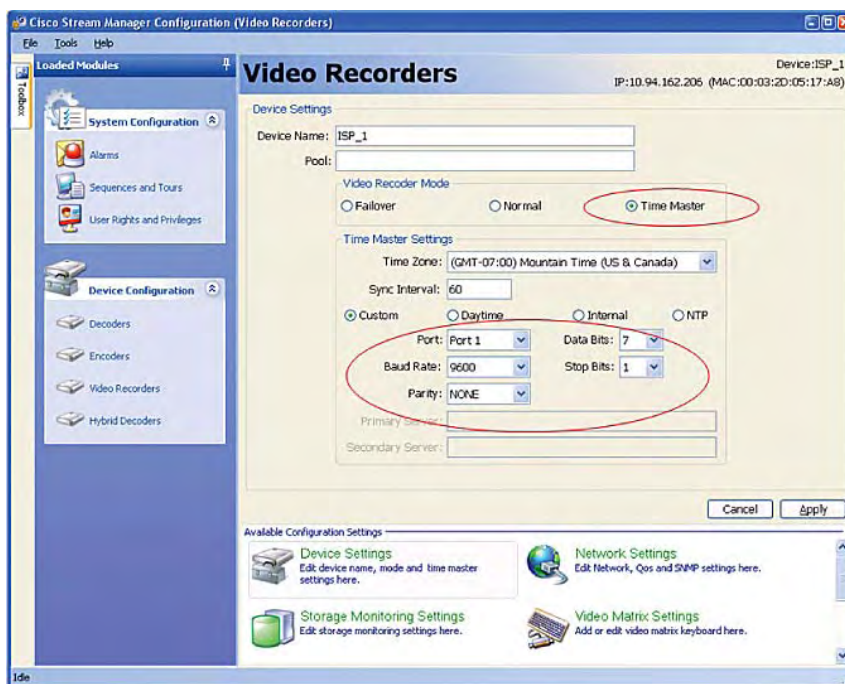 Cisco Stream Manager Configuration (Video Recorders)
File Tools Help
Toolbox
Loaded Modules
System Configuration
Alarms
Sequences and Tours
User Rights and Privileges
Device Configuration
Decoders
Encoders
Video Recorders
Hybrid Decoders
Video Recorders
Device:ISP_1
IP:10.94.162.206 (MAC:00:03:2D:05:17:A8)
Device Settings
Device Name: ISP_1
Pool:
Video Recoder Mode
Failover Normal Time Master
Time Master Settings
Time Zone: (GMT-07:00) Mountain Time (US & Canada)
Sync Interval: 60
Custom Daytime Internal NTP
Port: Port 1 Data Bits: 7
Baud Rate: 9600 Stop Bits: 1
Parity: NONE
Primary Server:
Secondary Server:
Cancel Apply
Available Configuration Settings
Device Settings
Edit device name, mode and time master
settings here.
Network Settings
Edit Network, Qos and SNMP settings here.
Storage Monitoring Settings
Edit storage monitoring settings here.
Video Matrix Settings
Add or edit video matrix keyboard here.
Idle